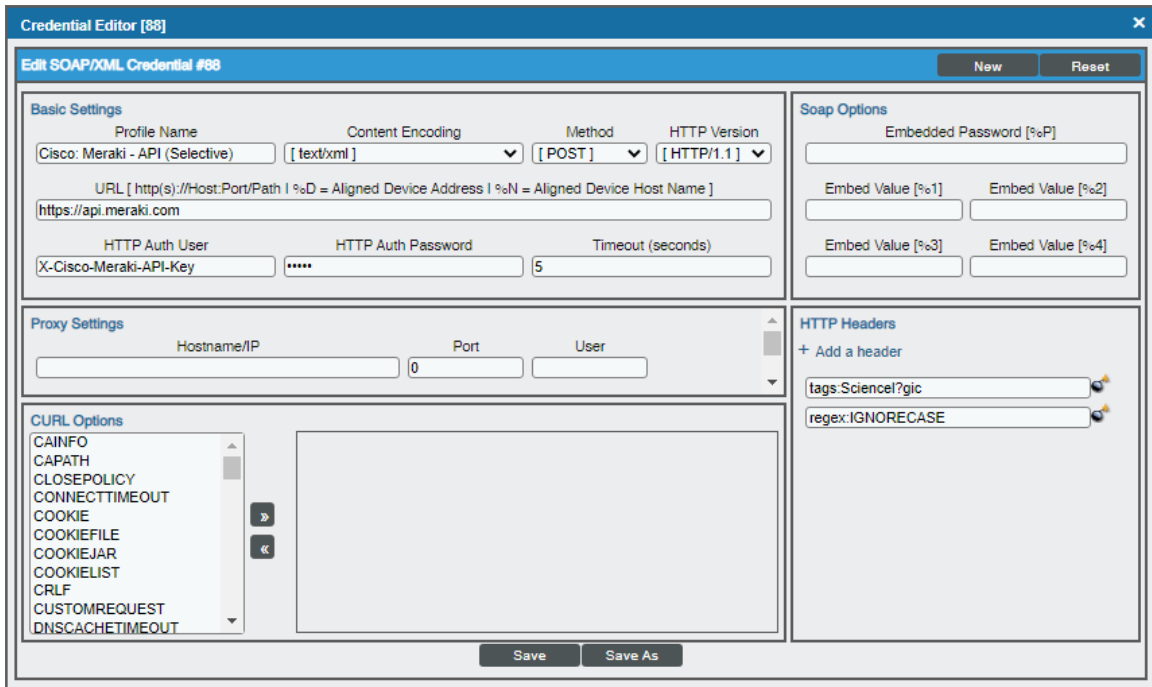 Credential Editor [88]
×
Edit SOAP/XML Credential #88
New
Reset
Basic Settings
Profile Name
Content Encoding
Method
HTTP Version
Cisco: Meraki - API (Selective)
[ text/xml ]
[ POST ]
[ HTTP/1.1 ]
URL [ http(s)://Host:Port/Path | %D = Aligned Device Address | %N = Aligned Device Host Name ]
https://api.meraki.com
HTTP Auth User
HTTP Auth Password
Timeout (seconds)
X-Cisco-Meraki-API-Key
•••••
5
Soap Options
Embedded Password [%P]
Embed Value [%1]
Embed Value [%2]
Embed Value [%3]
Embed Value [%4]
Proxy Settings
Hostname/IP
Port
User
0
HTTP Headers
+ Add a header
tags:Sciencel?gic
regex:IGNORECASE
CURL Options
CAINFO
CAPATH
CLOSEPOLICY
CONNECTTIMEOUT
COOKIE
COOKIEFILE
COOKIEJAR
COOKIELIST
CRLF
CUSTOMREQUEST
DNSCACHETIMEOUT
»
«
Save
Save As